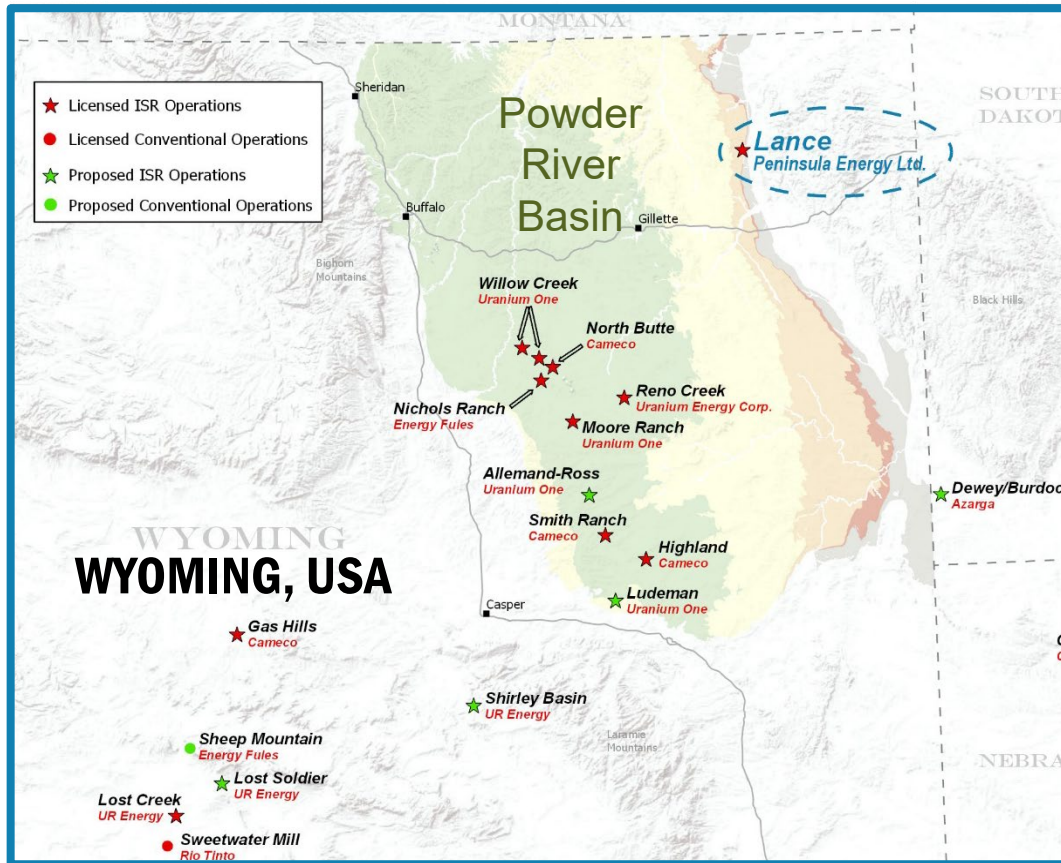 MONTANA
Licensed ISR Operations
Licensed Conventional Operations
Proposed ISR Operations
Proposed Conventional Operations
Sheridan
Powder
River
Basin
SOUTH
DAKOT
Lance
Peninsula Energy Ltd.
Buffalo
Gillette
Bighorn
Mountains
Willow Creek
Uranium One
Black Hills
North Butte
Cameco
Nichols Ranch
Energy Fules
Reno Creek
Uranium Energy Corp.
Moore Ranch
Uranium One
Allemand-Ross
Uranium One
Dewey/Burdoc
Azarga
Smith Ranch
Cameco
WYOMING
WYOMING, USA
Highland
Cameco
Ludeman
Uranium One
Casper
Gas Hills
Cameco
Shirley Basin
UR Energy
Laramie
Mountains
Sheep Mountain
Energy Fules
NEBRA
Lost Soldier
UR Energy
Lost Creek
UR Energy
Sweetwater Mill
Rio Tinto